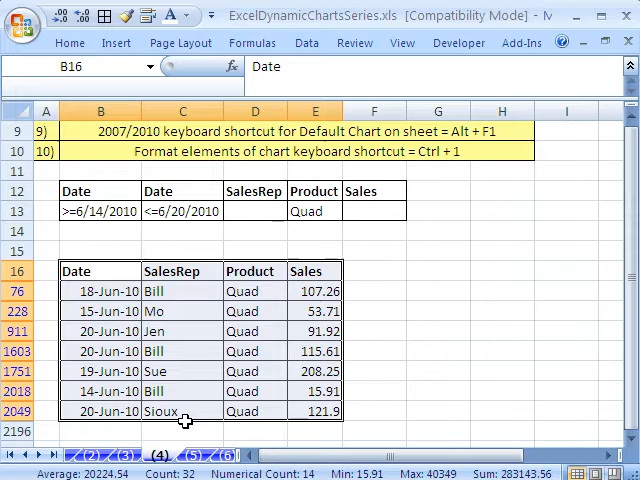 ExcelDynamicChartsSeries.xls [Compatibility Mode] - M...
Home Insert Page Layout Formulas Data Review View Developer Add-Ins
B16 fx Date
A B C D E F G H I
9 9) 2007/2010 keyboard shortcut for Default Chart on sheet = Alt + F1
10 10) Format elements of chart keyboard shortcut = Ctrl + 1
11
12 Date Date SalesRep Product Sales
13 >=6/14/2010 <=6/20/2010 Quad
14
15
16 Date SalesRep Product Sales
76 18-Jun-10 Bill Quad 107.26
228 15-Jun-10 Mo Quad 53.71
911 20-Jun-10 Jen Quad 91.92
1603 20-Jun-10 Bill Quad 115.61
1751 19-Jun-10 Sue Quad 208.25
2018 14-Jun-10 Bill Quad 15.91
2049 20-Jun-10 Sioux Quad 121.9
2196
(2) (3) (4) (5) (6
Average: 20224.54 Count: 32 Numerical Count: 14 Min: 15.91 Max: 40349 Sum: 283143.56